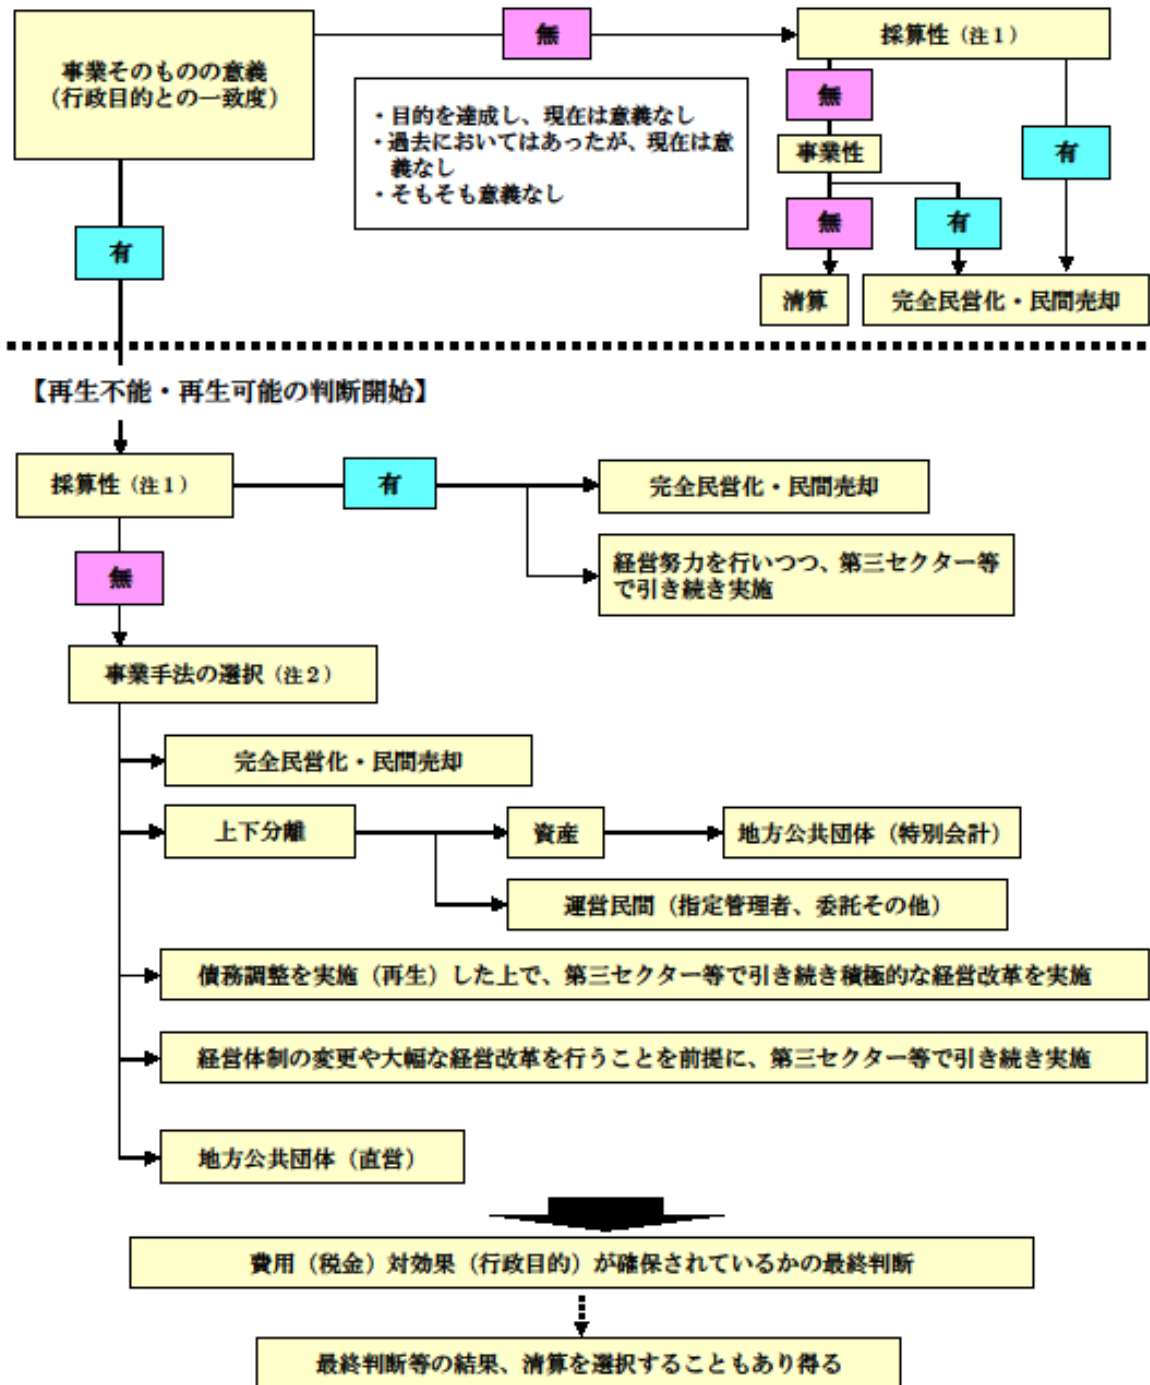 事業そのものの意義
（行政目的との一致度）
無
採算性（注１）
・目的を達成し、現在は意義なし
・過去においてはあったが、現在は意
義なし
・そもそも意義なし
無
事業性
有
無
有
有
清算
完全民営化・民間売却
【再生不能・再生可能の判断開始】
採算性（注１）
有
完全民営化・民間売却
経営努力を行いつつ、第三セクター等
で引き続き実施
無
事業手法の選択（注２）
完全民営化・民間売却
上下分離
資産
地方公共団体（特別会計）
運営民間（指定管理者、委託その他）
債務調整を実施（再生）した上で、第三セクター等で引き続き積極的な経営改革を実施
経営体制の変更や大幅な経営改革を行うことを前提に、第三セクター等で引き続き実施
地方公共団体（直営）
費用（税金）対効果（行政目的）が確保されているかの最終判断
最終判断等の結果、清算を選択することもあり得る